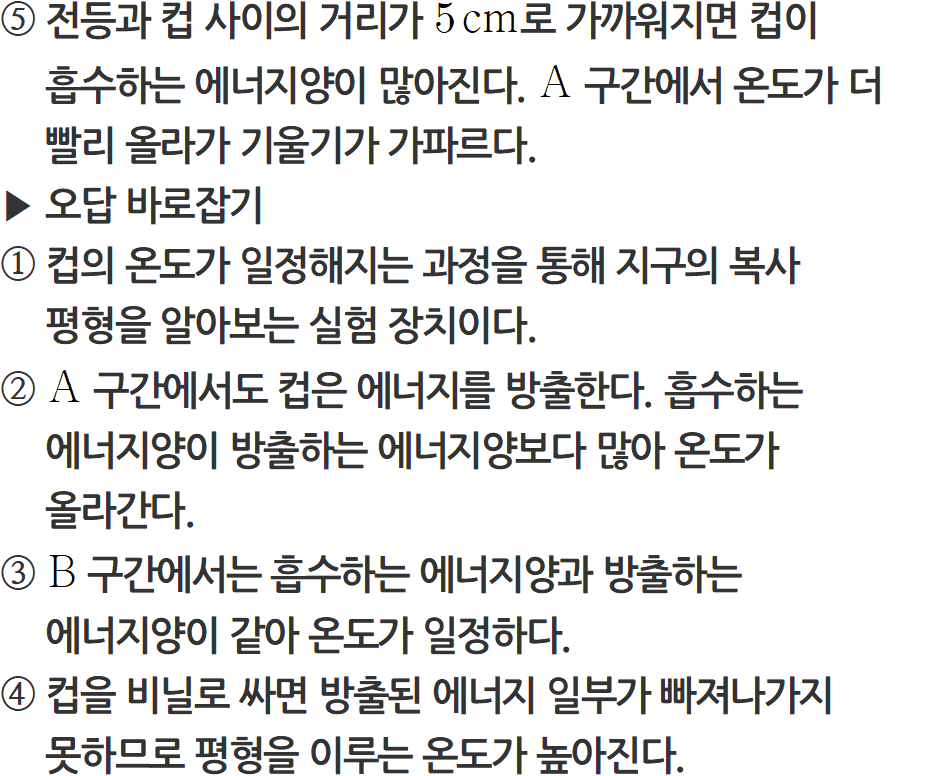 ⑤ 전등과 컵 사이의 거리가 5cm로 가까워지면 컵이
흡수하는 에너지양이 많아진다. A 구간에서 온도가 더
빨리 올라가 기울기가 가파르다.
▶ 오답 바로잡기
① 컵의 온도가 일정해지는 과정을 통해 지구의 복사
평형을 알아보는 실험 장치이다.
② A 구간에서도 컵은 에너지를 방출한다. 흡수하는
에너지양이 방출하는 에너지양보다 많아 온도가
올라간다.
③ B 구간에서는 흡수하는 에너지양과 방출하는
에너지양이 같아 온도가 일정하다.
④ 컵을 비닐로 싸면 방출된 에너지 일부가 빠져나가지
못하므로 평형을 이루는 온도가 높아진다.